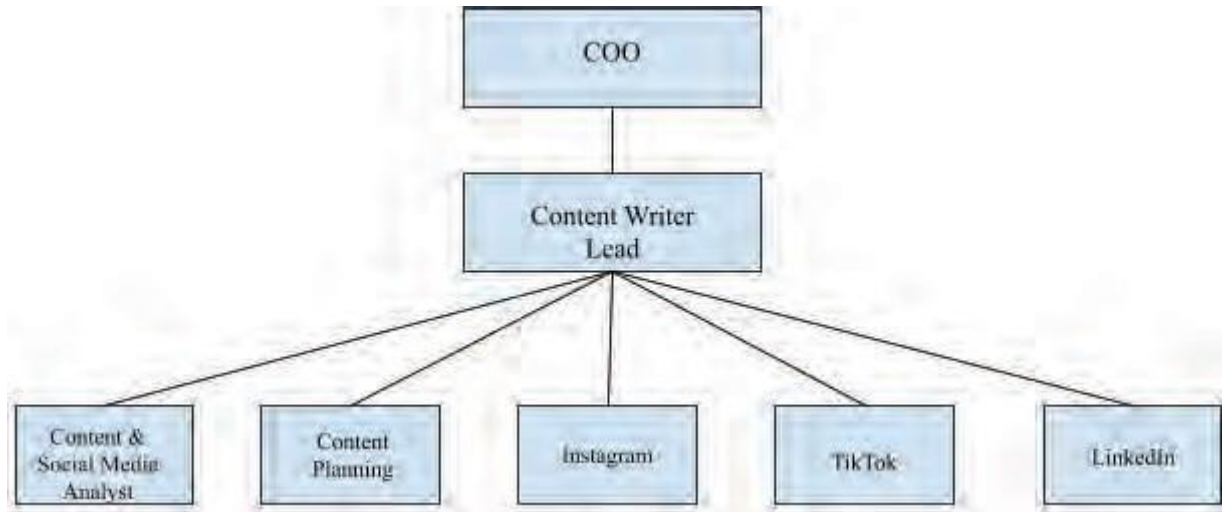 COO
Content Writer
Lead
Content &
Social Media
Analyst
Content
Planning
Instagram
TikTok
LinkedIn